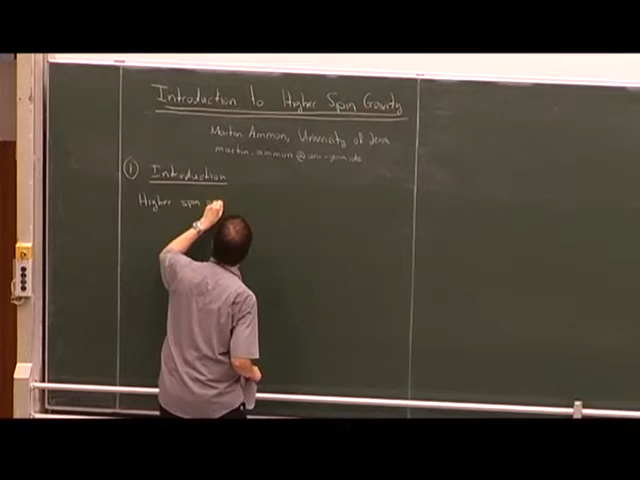 Introduction to Higher Spin Gravity
Martin Ammon, University of Jena
martin.ammon@uni-jena.de
① Introduction
Higher spin